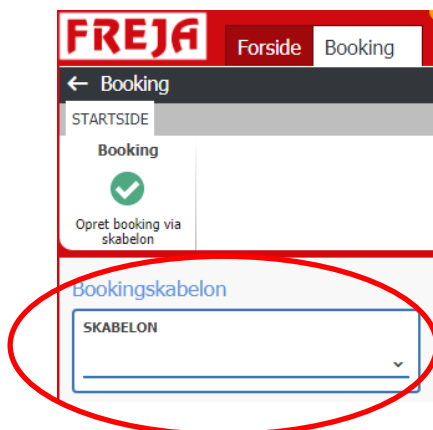 FREJA
Forside Booking
← Booking
STARTSIDE
Booking
Opret booking via
skabelon
Bookingskabelon
SKABELON